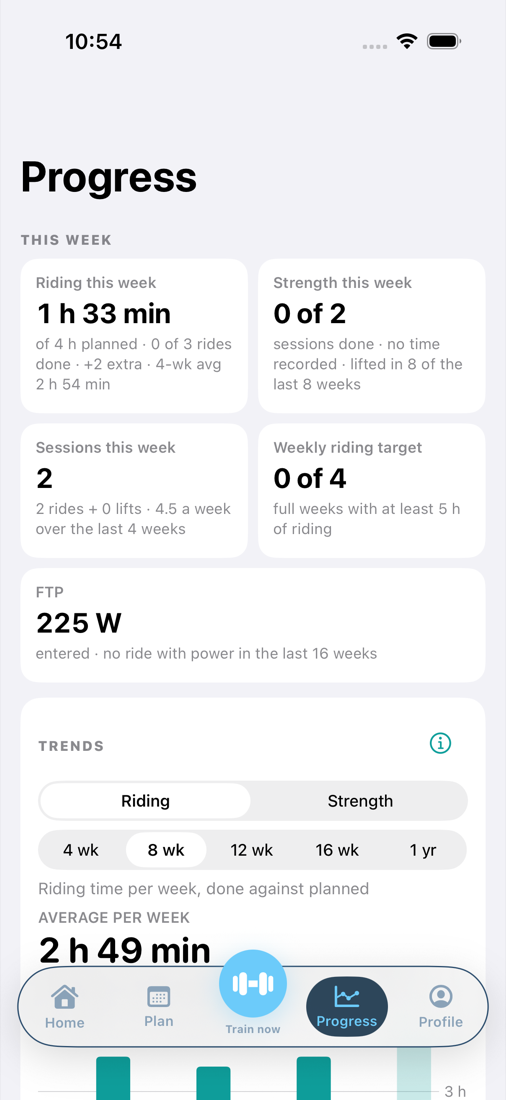 10:54
Progress
THIS WEEK
Riding this week
1 h 33 min
of 4 h planned · 0 of 3 rides
done · +2 extra · 4-wk avg
2 h 54 min
Strength this week
0 of 2
sessions done · no time
recorded · lifted in 8 of the
last 8 weeks
Sessions this week
2
2 rides + 0 lifts · 4.5 a week
over the last 4 weeks
Weekly riding target
0 of 4
full weeks with at least 5 h
of riding
FTP
225 W
entered · no ride with power in the last 16 weeks
TRENDS
Riding
Strength
4 wk
8 wk
12 wk
16 wk
1 yr
Riding time per week, done against planned
AVERAGE PER WEEK
2 h 49 min
Home
Plan
Train now
Progress
Profile
3 h